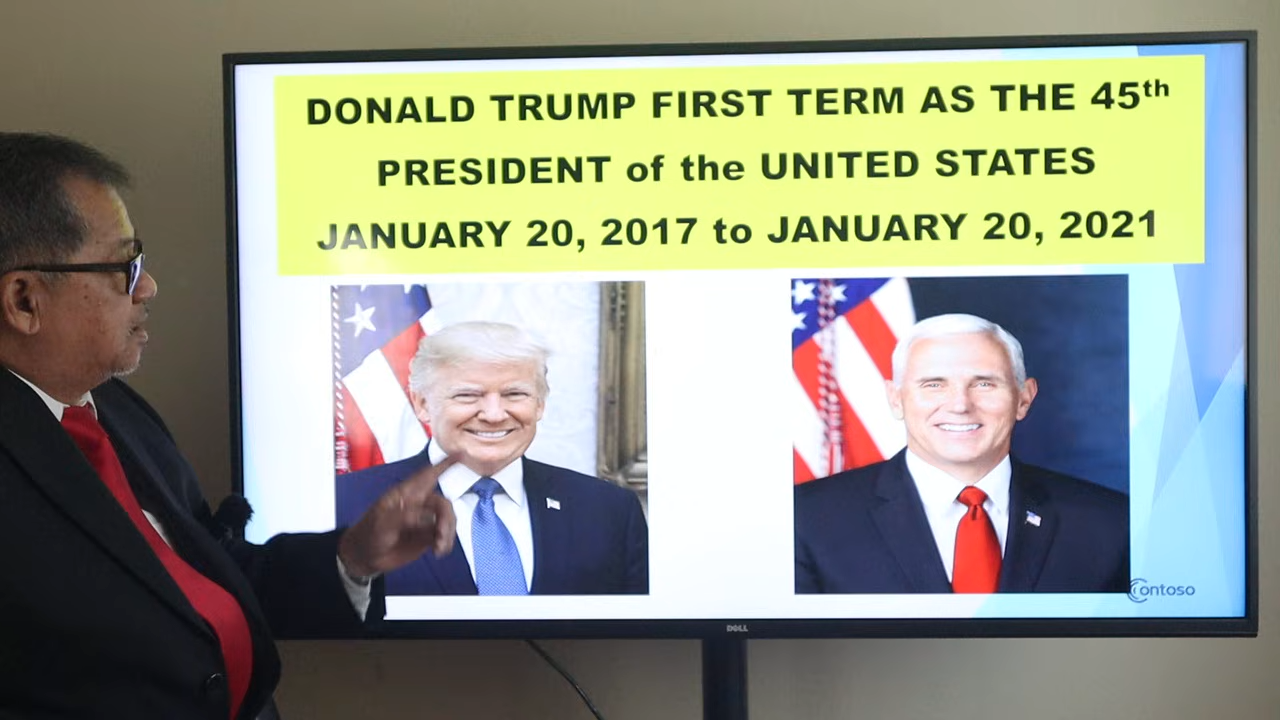 DONALD TRUMP FIRST TERM AS THE 45th
PRESIDENT of the UNITED STATES
JANUARY 20, 2017 to JANUARY 20, 2021
Contoso
DELL